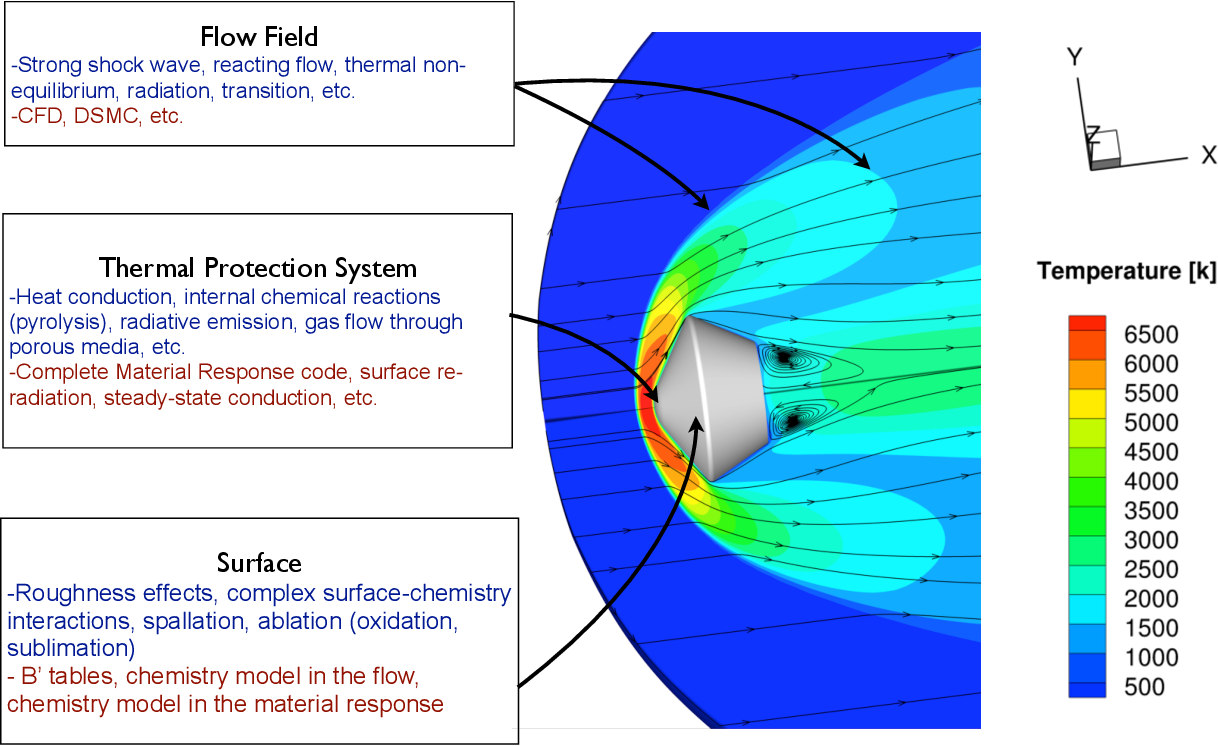 Flow Field
-Strong shock wave, reacting flow, thermal non-
equilibrium, radiation, transition, etc.
-CFD, DSMC, etc.
Thermal Protection System
-Heat conduction, internal chemical reactions
(pyrolysis), radiative emission, gas flow through
porous media, etc.
-Complete Material Response code, surface re-
radiation, steady-state conduction, etc.
Surface
-Roughness effects, complex surface-chemistry
interactions, spallation, ablation (oxidation,
sublimation)
- B’ tables, chemistry model in the flow,
chemistry model in the material response
Y
Z
X
Temperature [k]
6500
6000
5500
5000
4500
4000
3500
3000
2500
2000
1500
1000
500